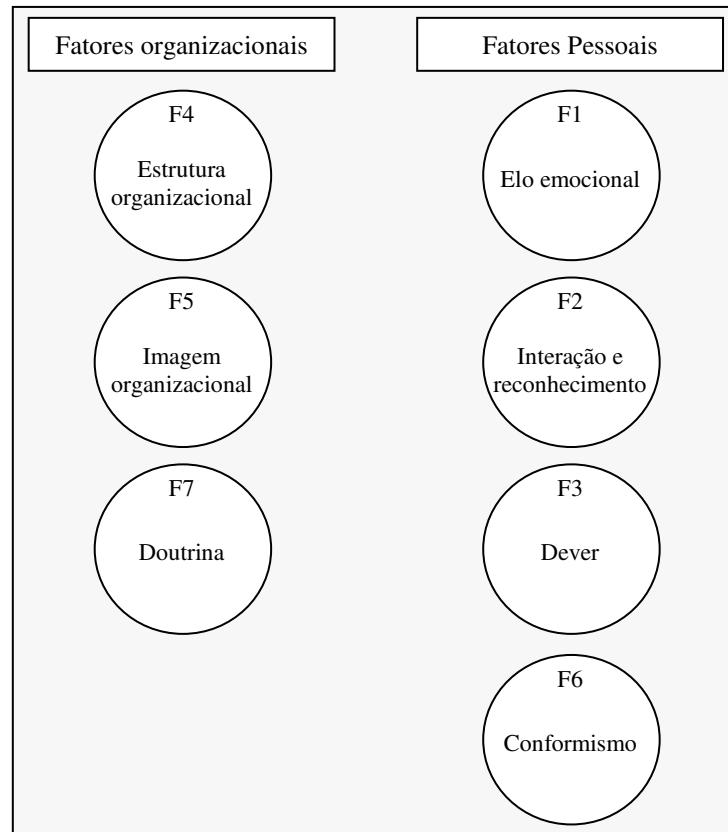 Fatores organizacionais
F4
Estrutura
organizacional
F5
Imagem
organizacional
F7
Doutrina
Fatores Pessoais
F1
Elo emocional
F2
Interação e
reconhecimento
F3
Dever
F6
Conformismo